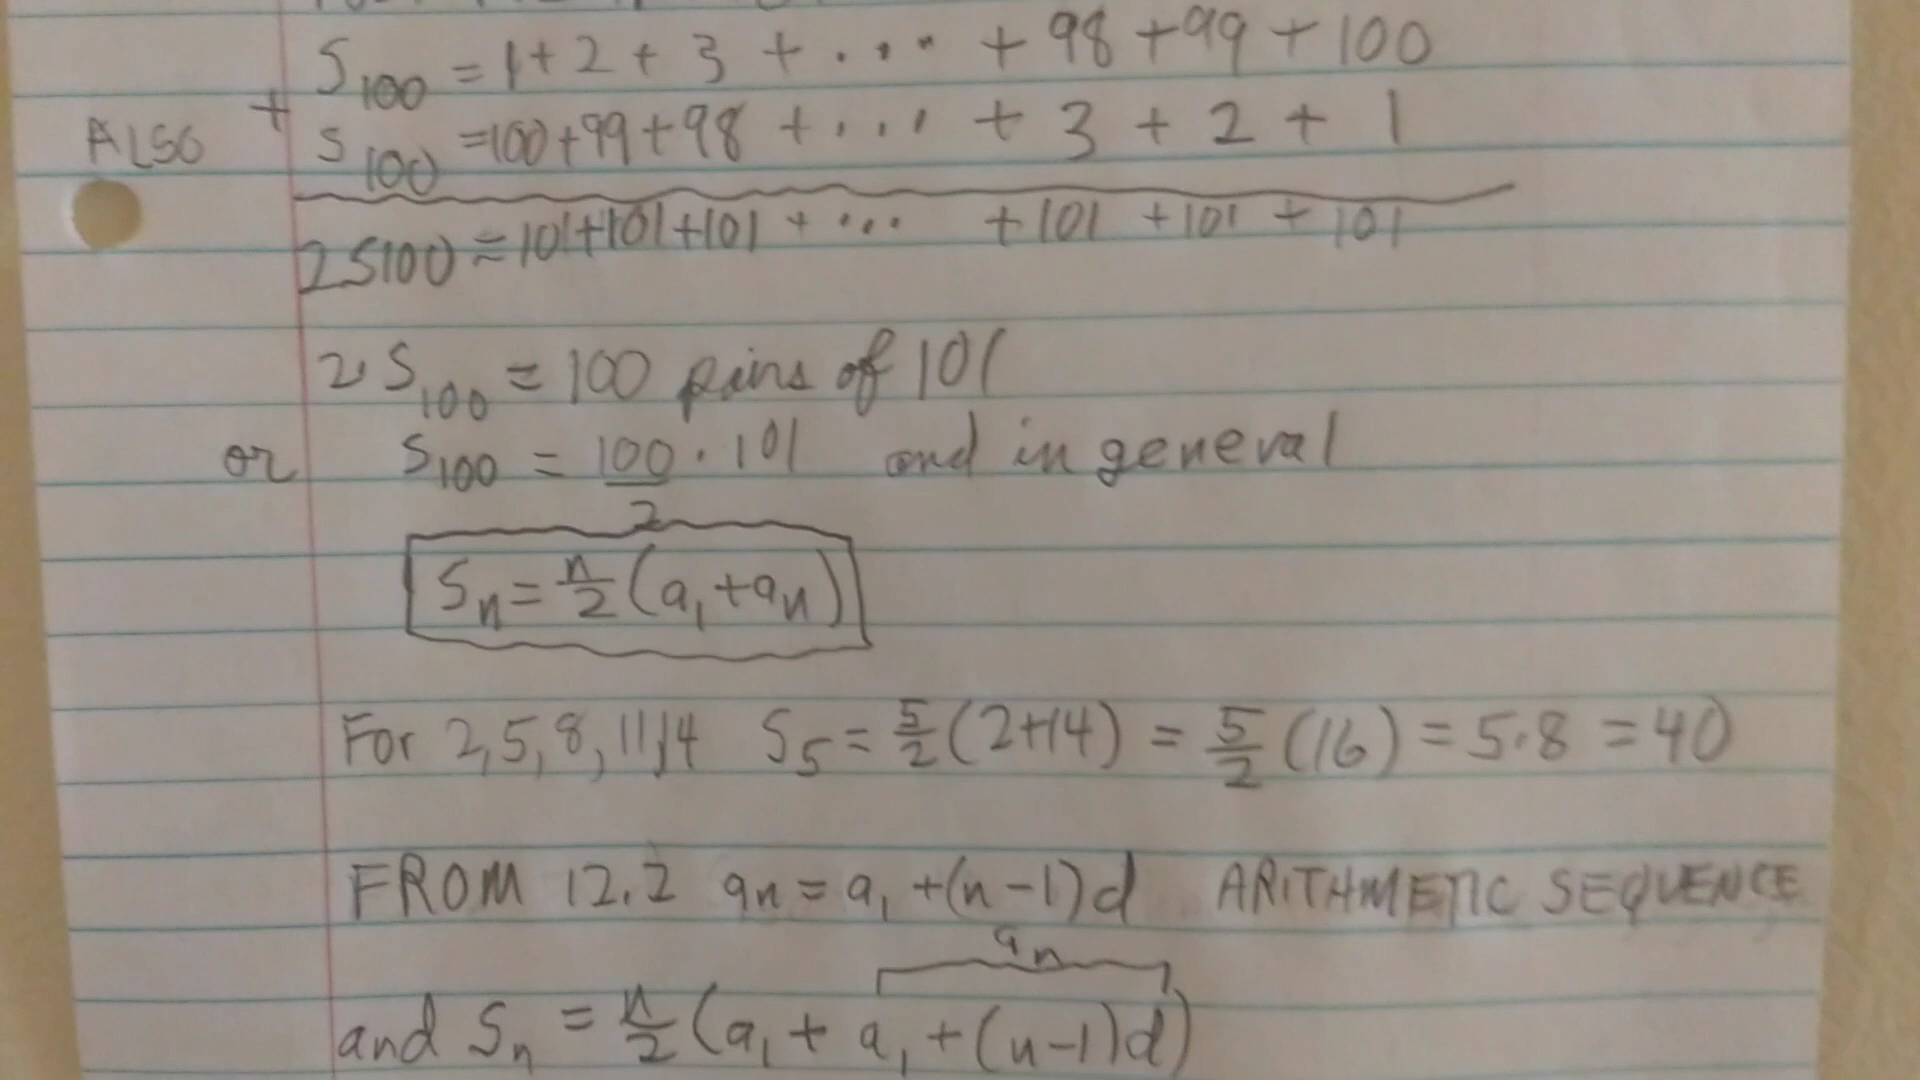 S₁₀₀ = 1 + 2 + 3 + . . . + 98 + 99 + 100
ALSO + S₁₀₀ = 100 + 99 + 98 + . . . + 3 + 2 + 1
2S100 = 101 + 101 + 101 + ... + 101 + 101 + 101
2 S₁₀₀ = 100 pairs of 101
or S₁₀₀ = 100/2 · 101 and in general
Sₙ = n/2 (a₁ + aₙ)
For 2, 5, 8, 11, 14 S₅ = 5/2 (2+14) = 5/2 (16) = 5·8 = 40
FROM 12.2 aₙ = a₁ + (n-1)d ARITHMETIC SEQUENCE
aₙ
and Sₙ = n/2 (a₁ + a₁ + (n-1)d)